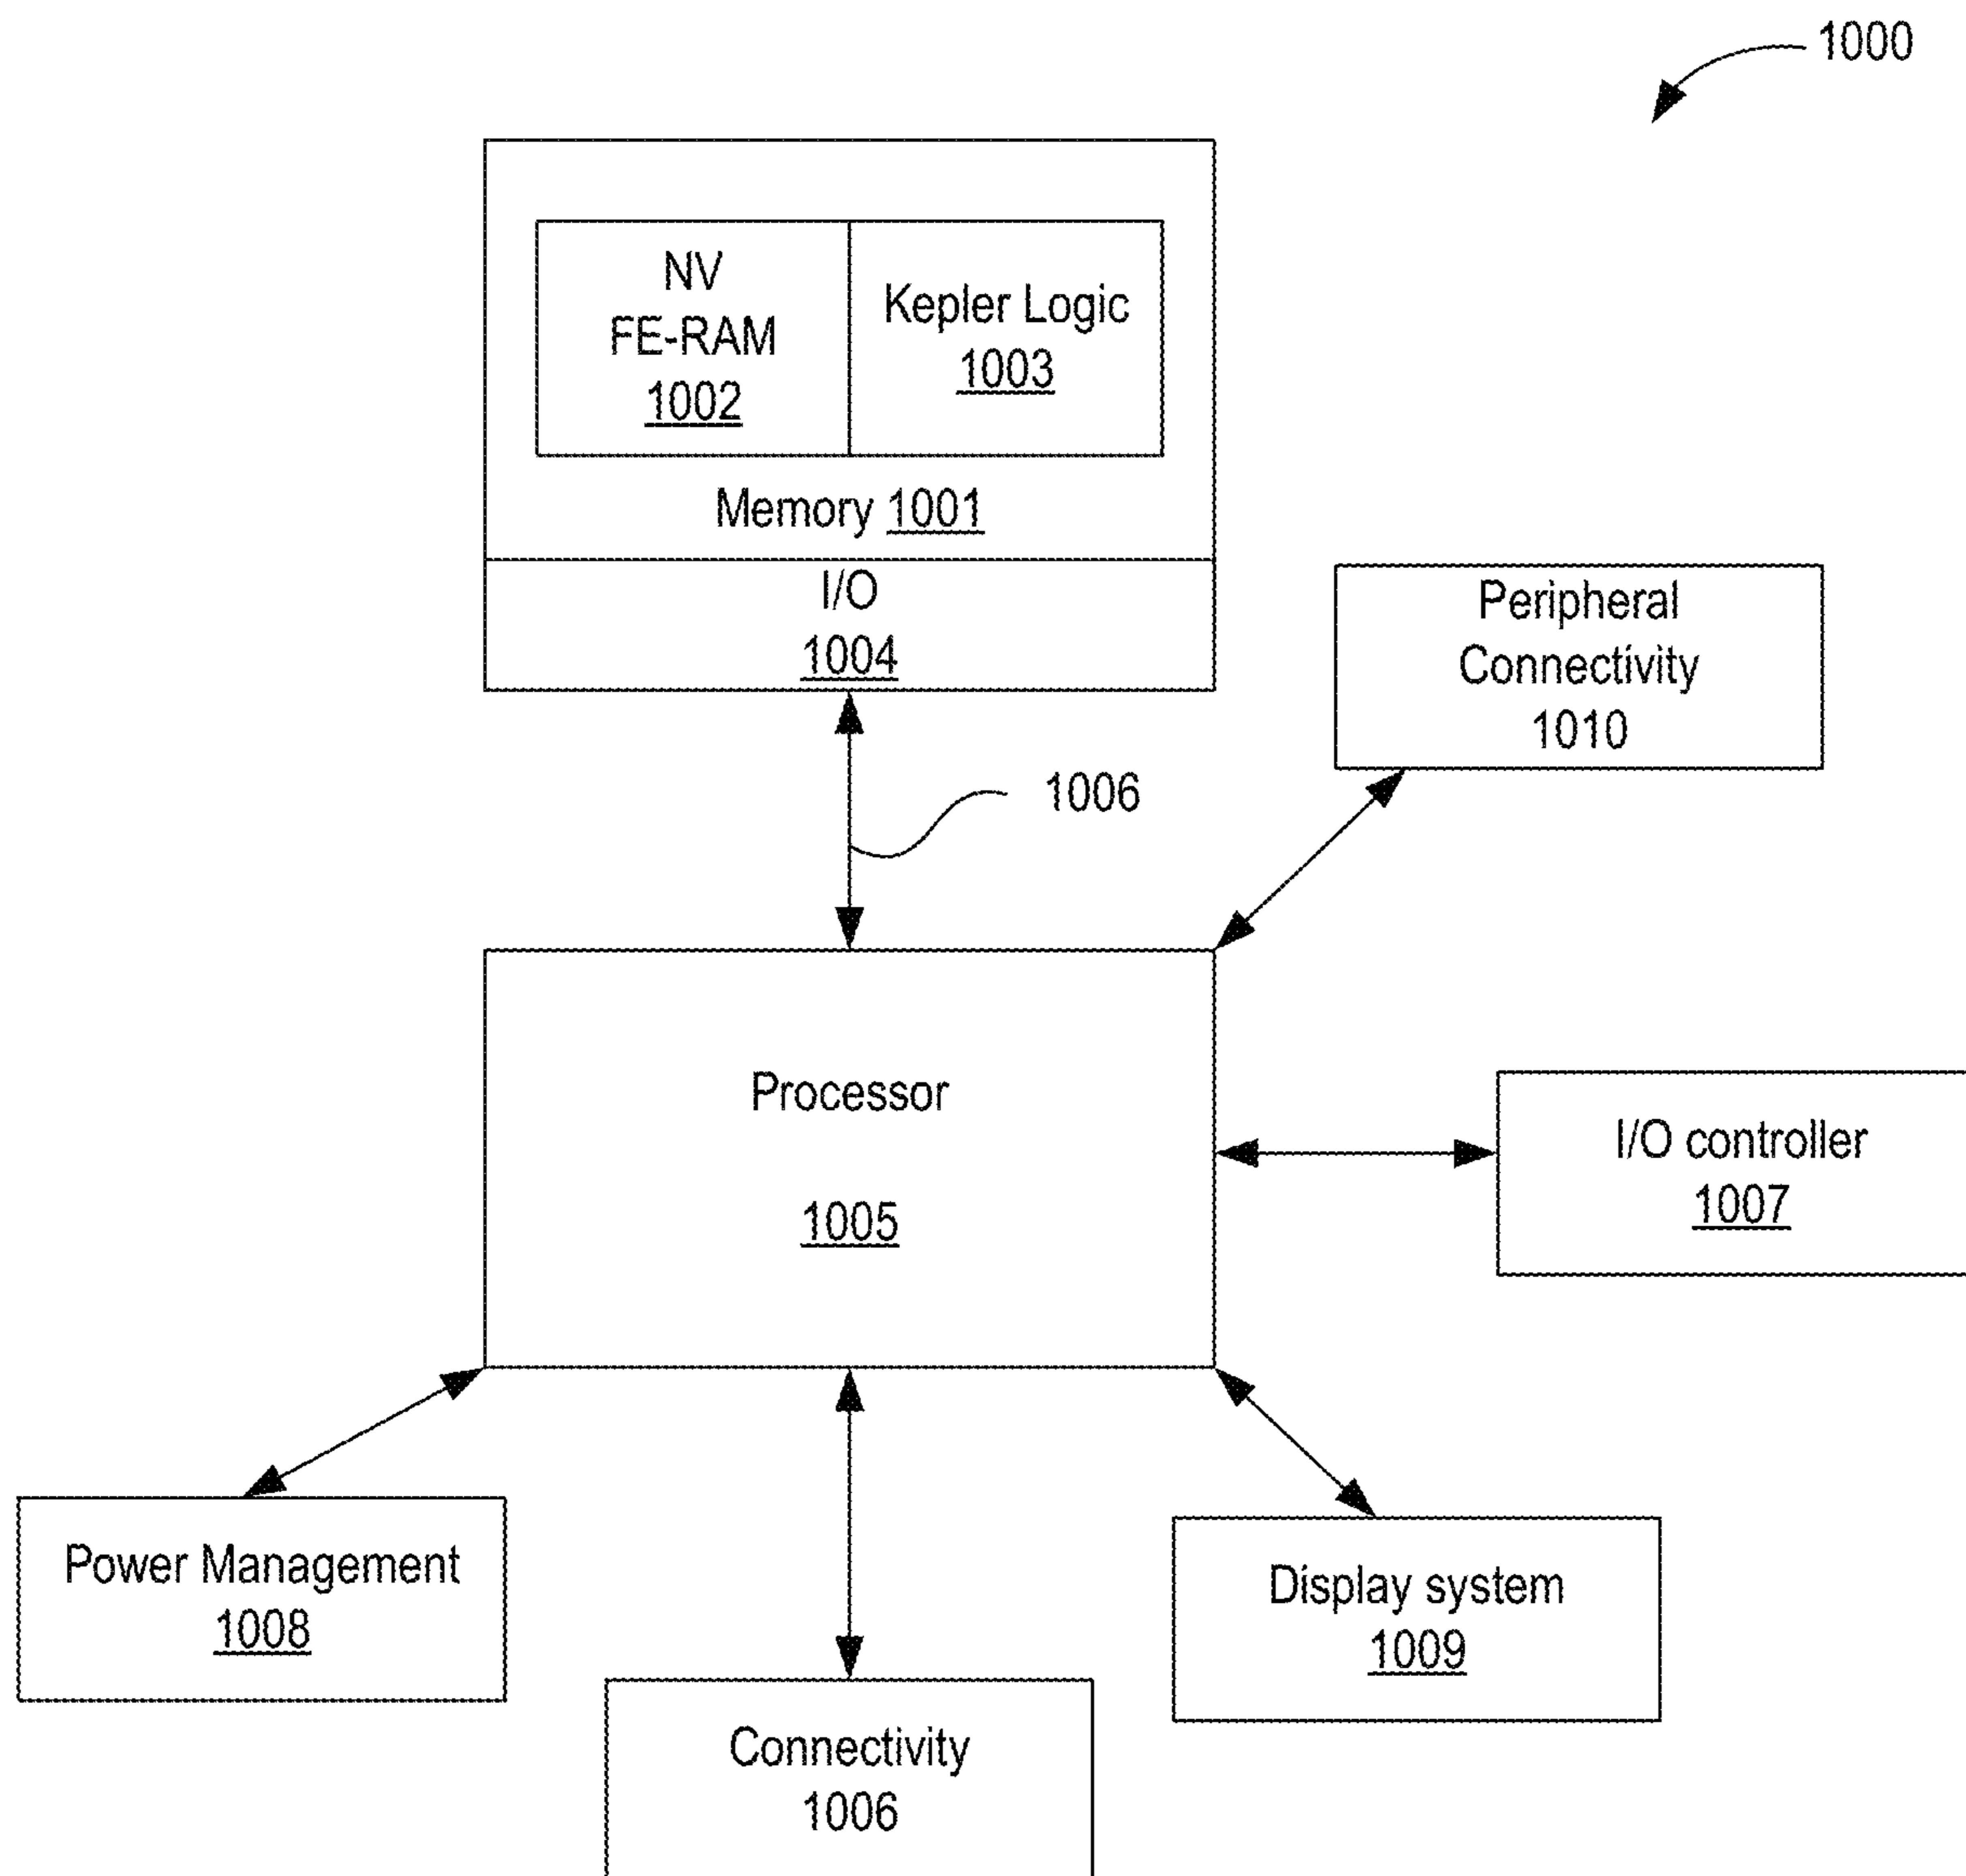 1000
NV
FE-RAM
1002
Kepler Logic
1003
Memory 1001
I/O
1004
Peripheral
Connectivity
1010
1006
Processor
1005
I/O controller
1007
Power Management
1008
Display system
1009
Connectivity
1006